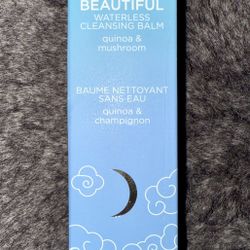 BEAUTIFUL
WATERLESS
CLEANSING BALM
quinoa &
mushroom
BAUME NETTOYANT
SANS EAU
quinoa &
champignon